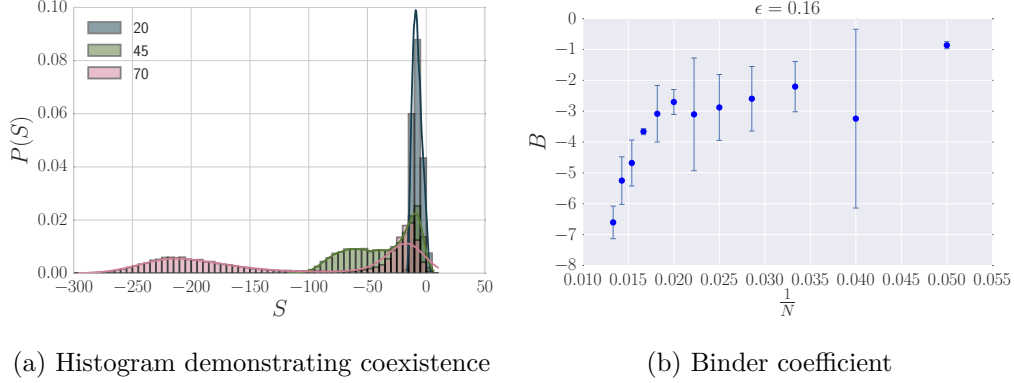 0.10
0.08
0.06
0.04
0.02
0.00
P(S)
−300 −250 −200 −150 −100 −50 0 50
S
20
45
70
ϵ = 0.16
0
−1
−2
−3
−4
−5
−6
−7
−8
B
0.010 0.015 0.020 0.025 0.030 0.035 0.040 0.045 0.050 0.055
1/N
(a) Histogram demonstrating coexistence
(b) Binder coefficient